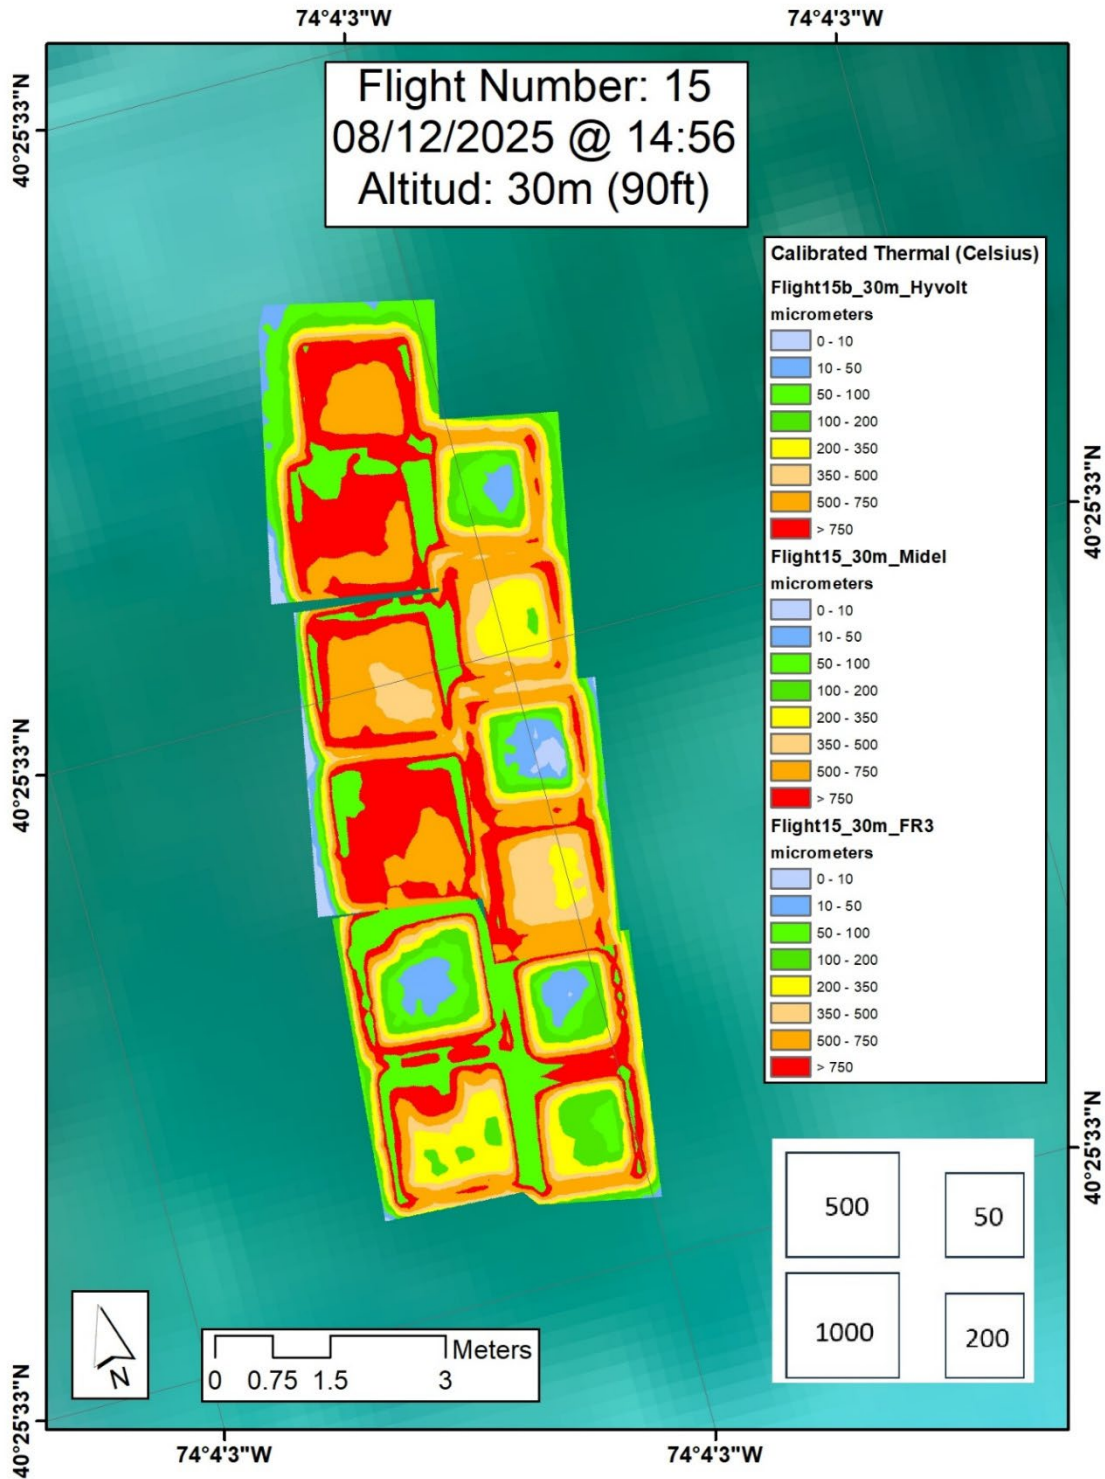 74°4'3"W
74°4'3"W
40°25'33"N
Flight Number: 15
08/12/2025 @ 14:56
Altitud: 30m (90ft)
Calibrated Thermal (Celsius)
Flight15b_30m_Hyvolt
micrometers
0 - 10
10 - 50
50 - 100
100 - 200
200 - 350
350 - 500
500 - 750
> 750
Flight15_30m_Midel
micrometers
0 - 10
10 - 50
50 - 100
100 - 200
200 - 350
350 - 500
500 - 750
> 750
Flight15_30m_FR3
micrometers
0 - 10
10 - 50
50 - 100
100 - 200
200 - 350
350 - 500
500 - 750
> 750
40°25'33"N
40°25'33"N
40°25'33"N
500
50
1000
200
N
Meters
0 0.75 1.5 3
40°25'33"N
74°4'3"W
74°4'3"W